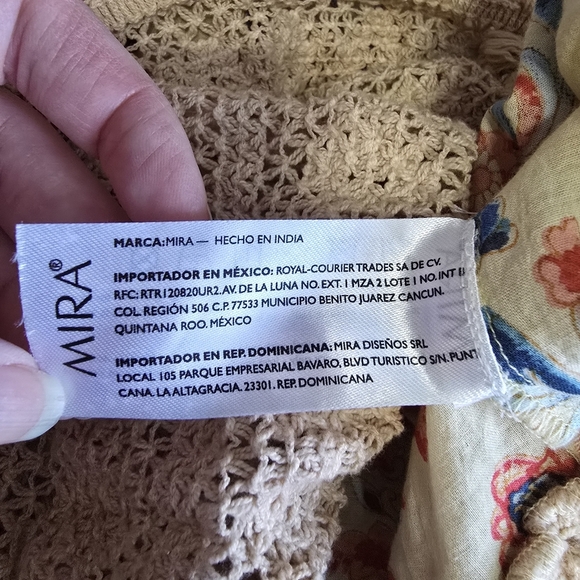 MIRA®
MARCA:MIRA — HECHO EN INDIA
IMPORTADOR EN MÉXICO: ROYAL-COURIER TRADES SA DE CV.
RFC: RTR120820UR2. AV. DE LA LUNA NO. EXT. 1 MZA 2 LOTE 1 NO. INT
COL. REGIÓN 506 C.P. 77533 MUNICIPIO BENITO JUAREZ CANCUN.
QUINTANA ROO. MÉXICO
IMPORTADOR EN REP. DOMINICANA: MIRA DISEÑOS SRL
LOCAL 105 PARQUE EMPRESARIAL BAVARO, BLVD TURISTICO S/N. PUNT
CANA. LA ALTAGRACIA. 23301. REP. DOMINICANA